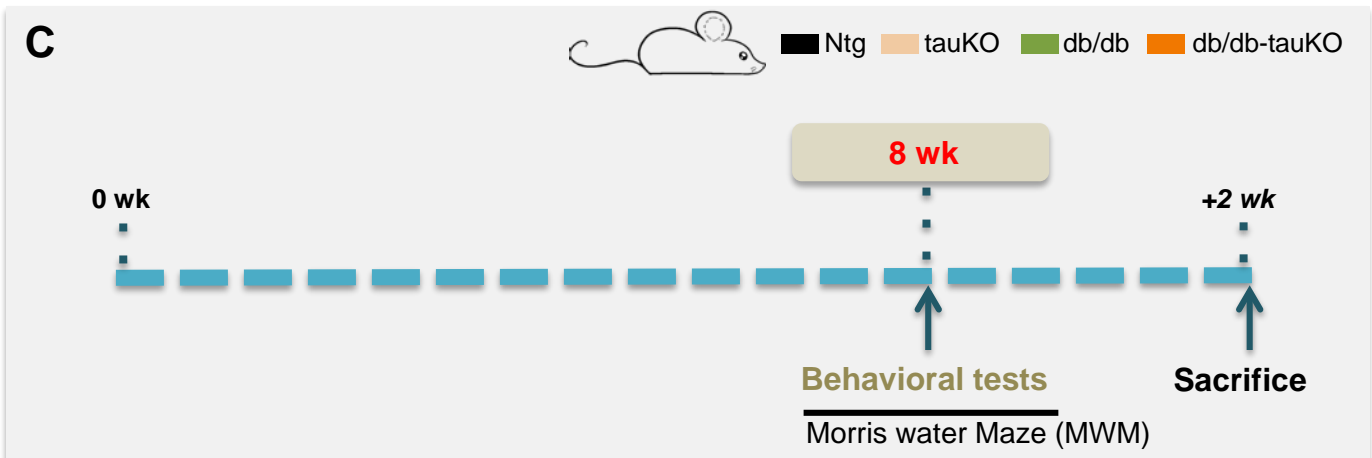 C
Ntg tauKO db/db db/db-tauKO
8 wk
0 wk
+2 wk
Behavioral tests
Sacrifice
Morris water Maze (MWM)